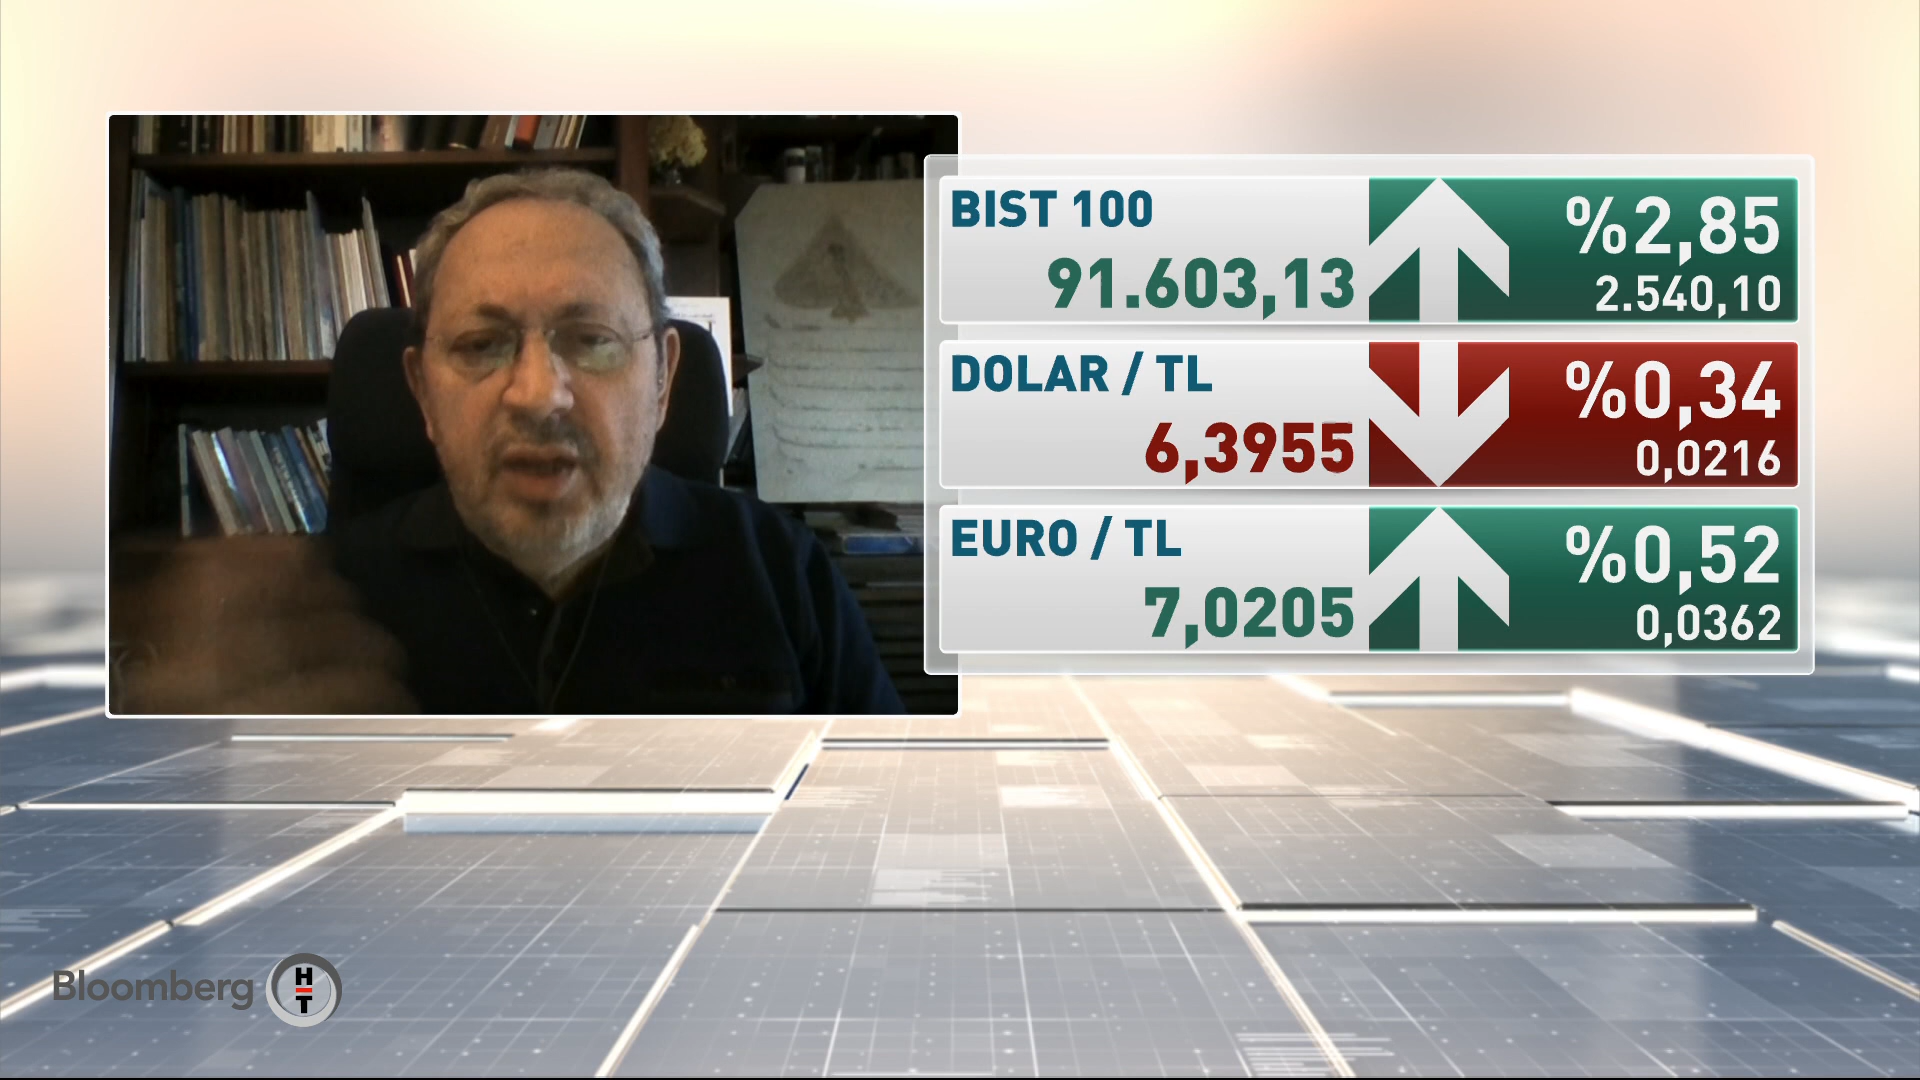 BIST 100
91.603,13
%2,85
2.540,10
DOLAR / TL
6,3955
%0,34
0,0216
EURO / TL
7,0205
%0,52
0,0362
Bloomberg HT